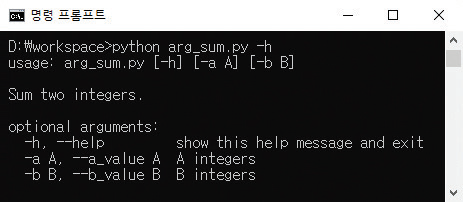 명령 프롬프트
D:₩workspace>python arg_sum.py -h
usage: arg_sum.py [-h] [-a A] [-b B]
Sum two integers.
optional arguments:
-h, --help show this help message and exit
-a A, --a_value A A integers
-b B, --b_value B B integers